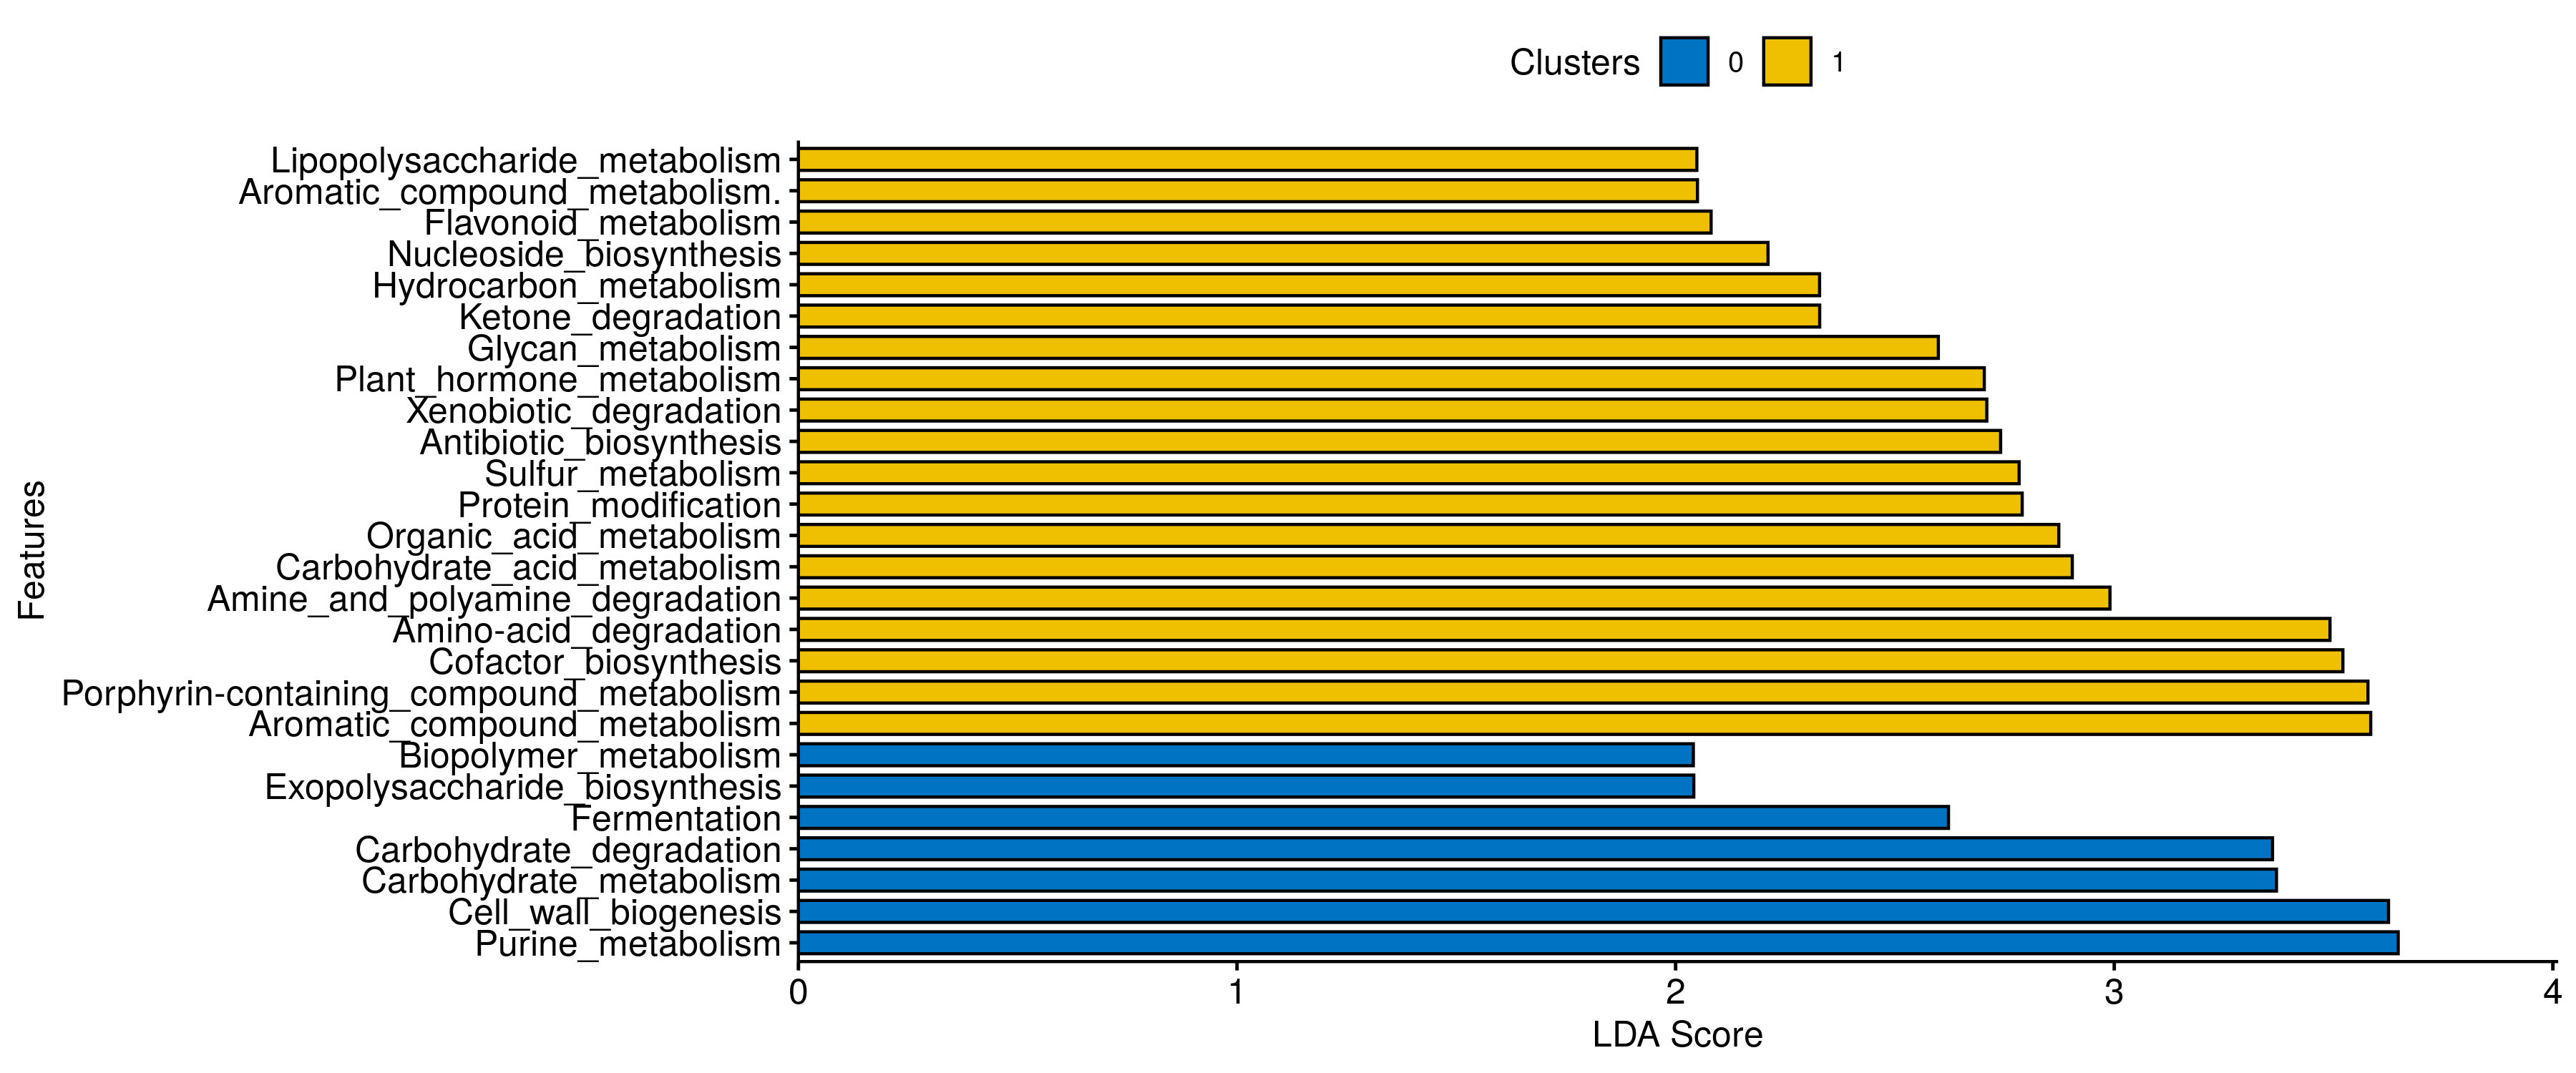 Clusters 0 1
Lipopolysaccharide_metabolism
Aromatic_compound_metabolism.
Flavonoid_metabolism
Nucleoside_biosynthesis
Hydrocarbon_metabolism
Ketone_degradation
Glycan_metabolism
Plant_hormone_metabolism
Xenobiotic_degradation
Antibiotic_biosynthesis
Sulfur_metabolism
Protein_modification
Organic_acid_metabolism
Carbohydrate_acid_metabolism
Amine_and_polyamine_degradation
Amino-acid_degradation
Cofactor_biosynthesis
Porphyrin-containing_compound_metabolism
Aromatic_compound_metabolism
Biopolymer_metabolism
Exopolysaccharide_biosynthesis
Fermentation
Carbohydrate_degradation
Carbohydrate_metabolism
Cell_wall_biogenesis
Purine_metabolism
Features
0 1 2 3 4
LDA Score